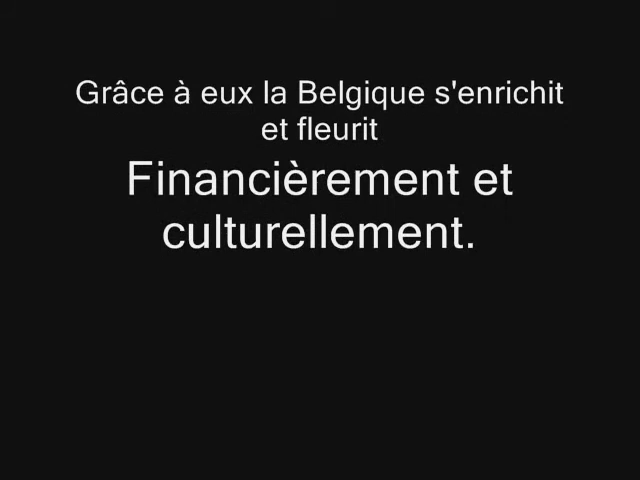 Grâce à eux la Belgique s'enrichit
et fleurit
Financièrement et
culturellement.